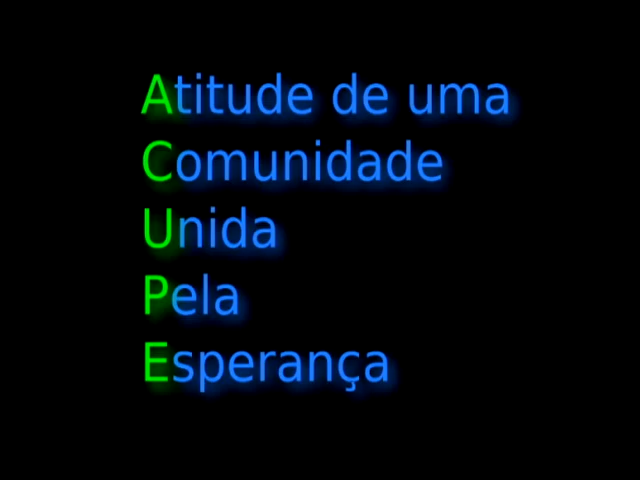 Atitude de uma
Comunidade
Unida
Pela
Esperança